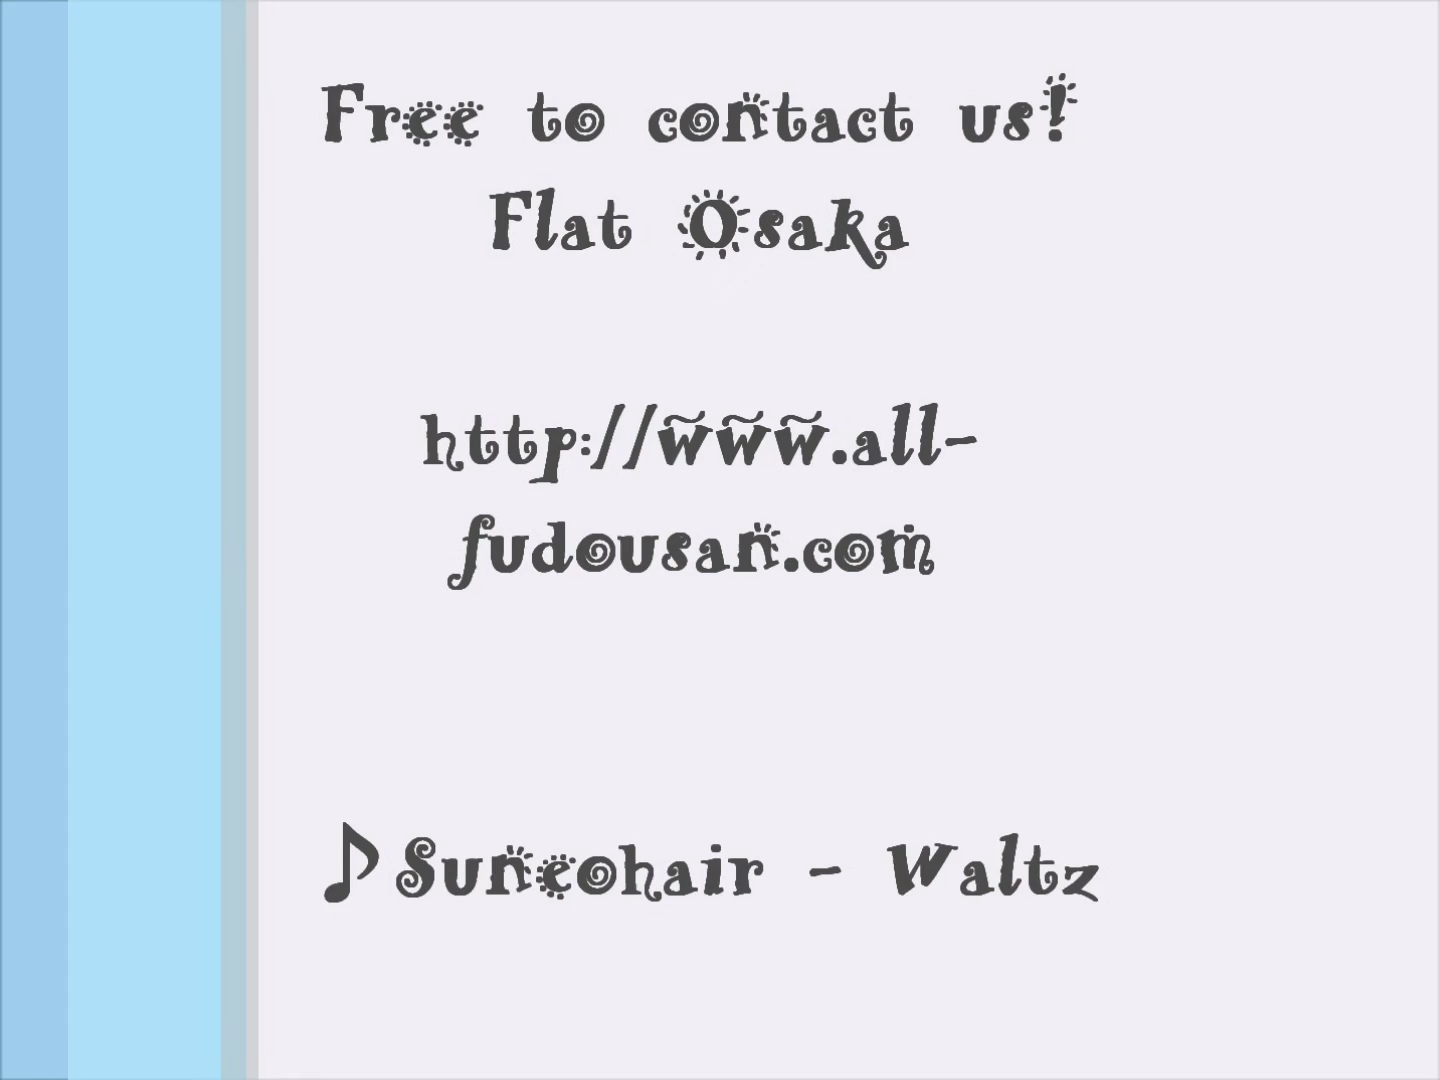 Free to contact us!
Flat Osaka
http://www.all-
fudousan.com
♪Suneohair - Waltz